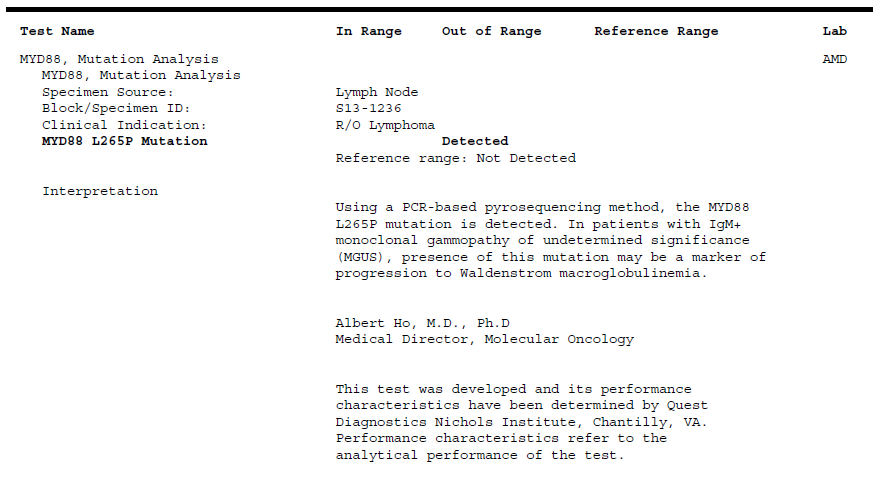 Test Name In Range Out of Range Reference Range Lab
MYD88, Mutation Analysis AMD
MYD88, Mutation Analysis
Specimen Source: Lymph Node
Block/Specimen ID: S13-1236
Clinical Indication: R/O Lymphoma
MYD88 L265P Mutation Detected
Reference range: Not Detected
Interpretation
Using a PCR-based pyrosequencing method, the MYD88
L265P mutation is detected. In patients with IgM+
monoclonal gammopathy of undetermined significance
(MGUS), presence of this mutation may be a marker of
progression to Waldenstrom macroglobulinemia.
Albert Ho, M.D., Ph.D
Medical Director, Molecular Oncology
This test was developed and its performance
characteristics have been determined by Quest
Diagnostics Nichols Institute, Chantilly, VA.
Performance characteristics refer to the
analytical performance of the test.